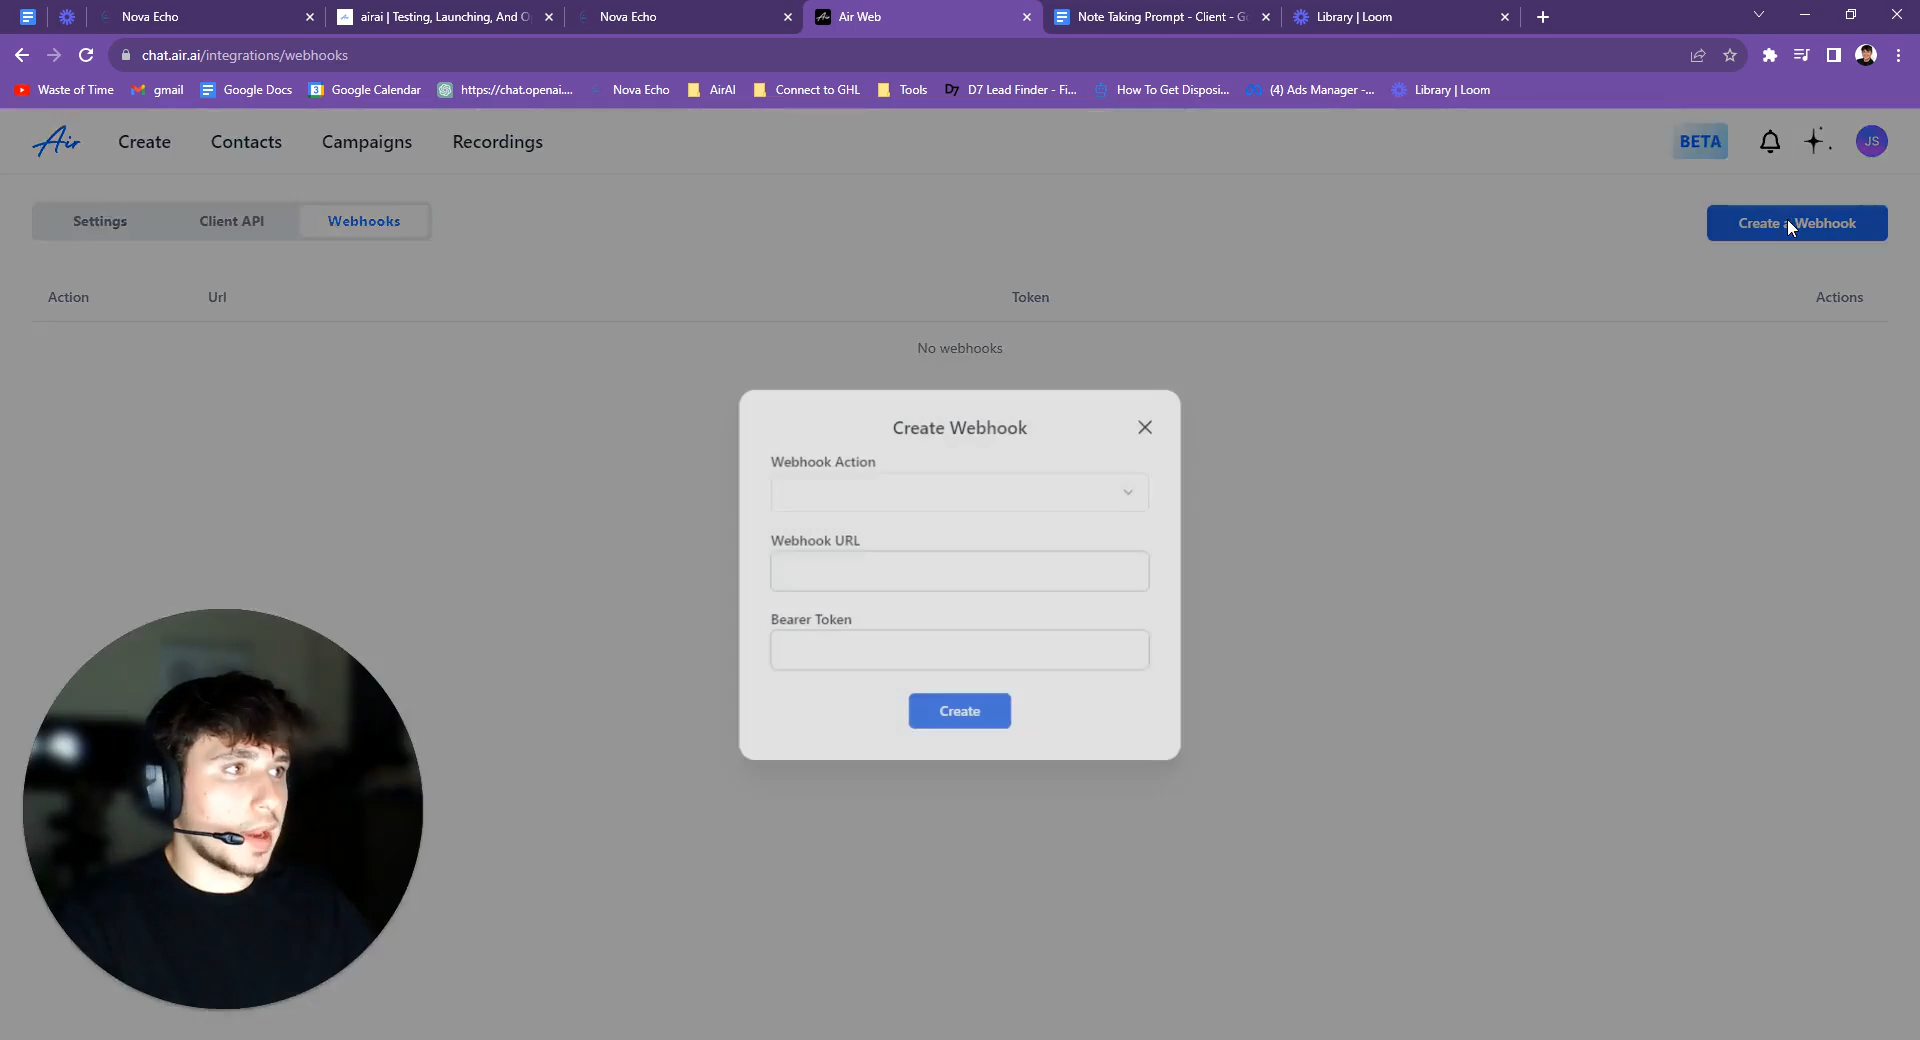 Nova Echo
airai | Testing, Launching, And O
Nova Echo
Air Web
Note Taking Prompt - Client - G
Library | Loom
chat.air.ai/integrations/webhooks
Waste of Time
gmail
Google Docs
Google Calendar
https://chat.openai....
Nova Echo
AirAI
Connect to GHL
Tools
D7 Lead Finder - Fi...
How To Get Disposi...
(4) Ads Manager -...
Library | Loom
Air
Create
Contacts
Campaigns
Recordings
BETA
JS
Settings
Client API
Webhooks
Create a Webhook
Action
Url
Token
Actions
No webhooks
Create Webhook
Webhook Action
Webhook URL
Bearer Token
Create